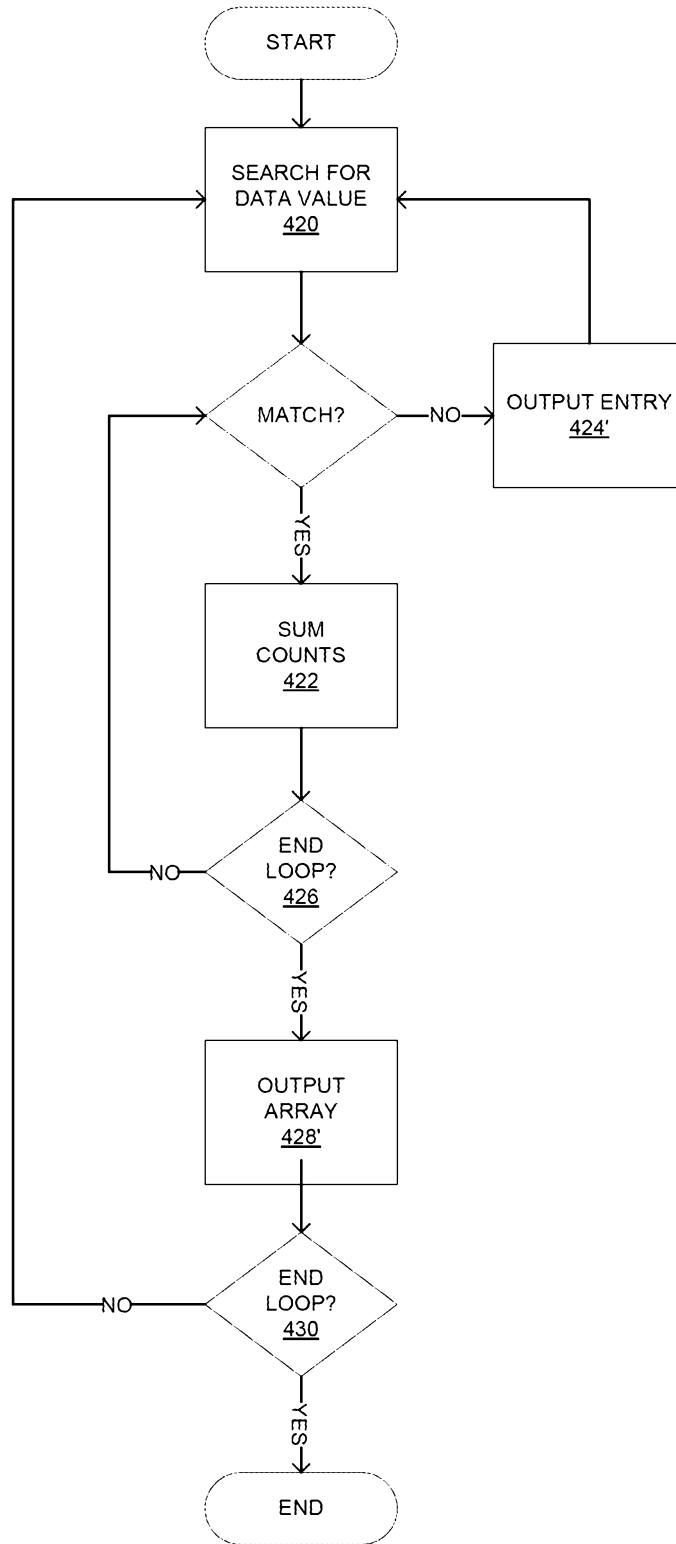 START
SEARCH FOR
DATA VALUE
420
MATCH?
NO
OUTPUT ENTRY
424'
YES
SUM
COUNTS
422
END
LOOP?
426
NO
YES
OUTPUT
ARRAY
428'
END
LOOP?
430
NO
YES
END